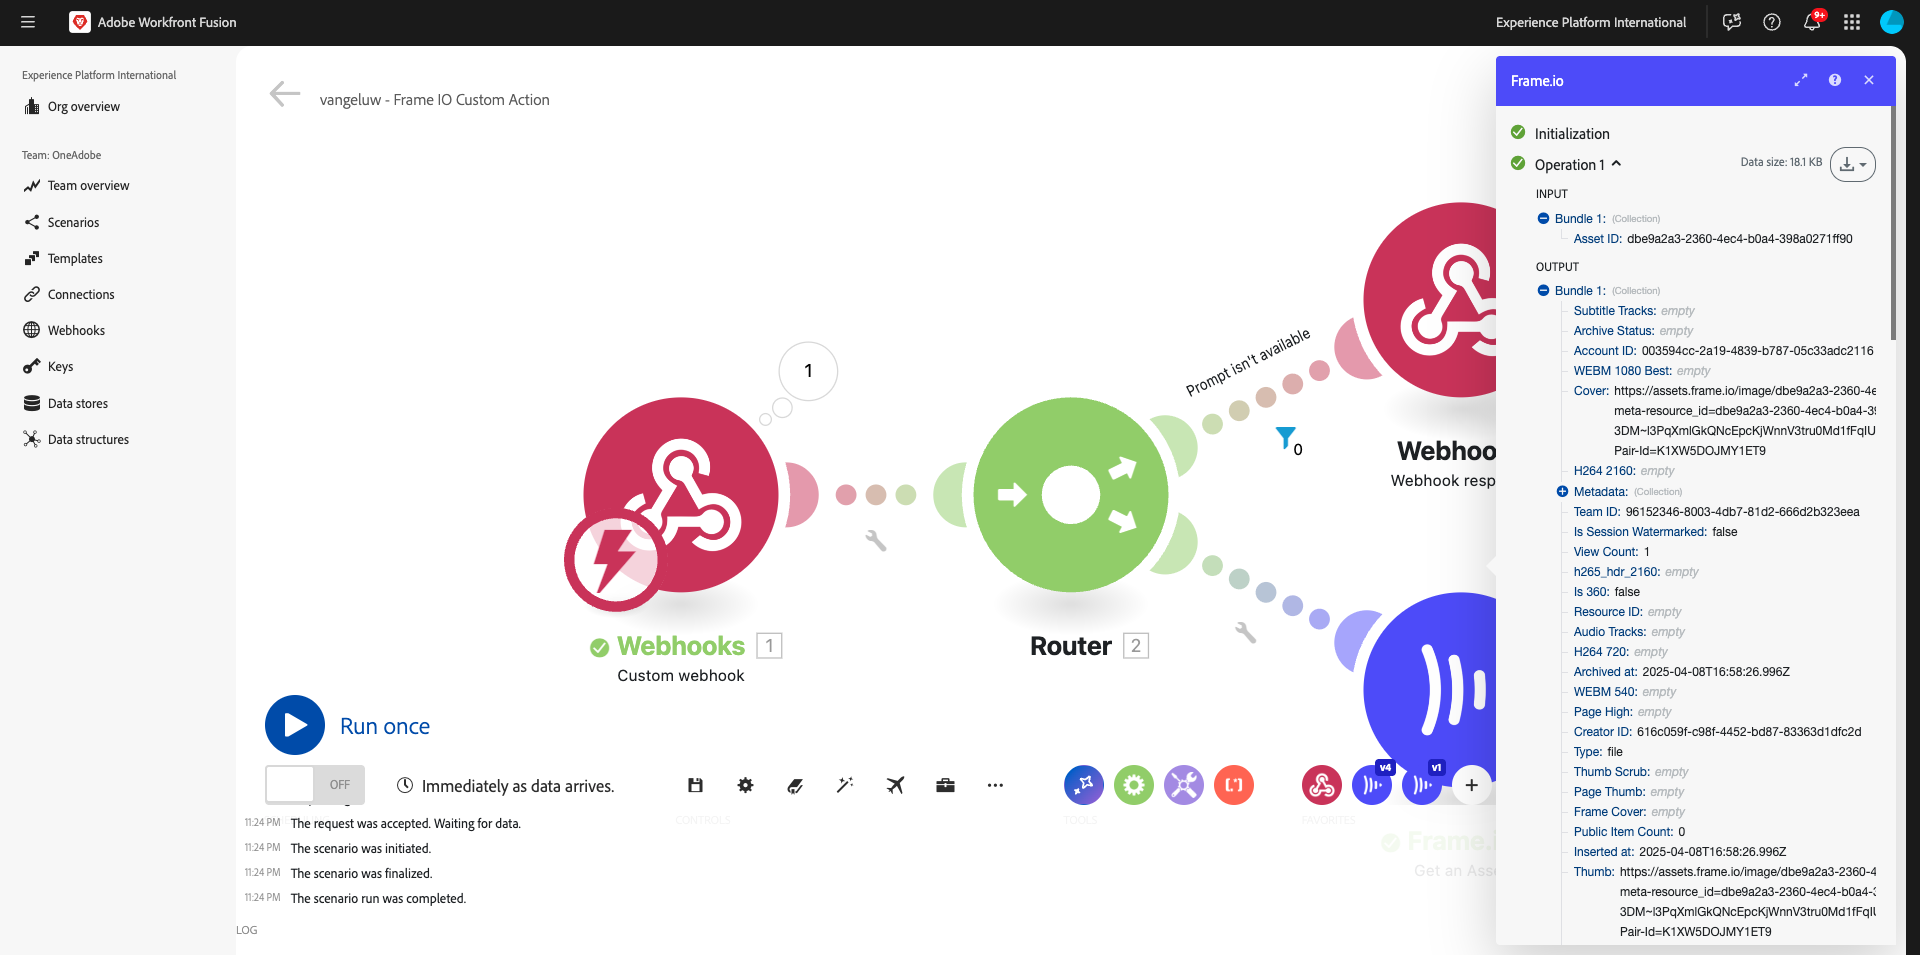 Adobe Workfront Fusion
Experience Platform International
9+
Experience Platform International
Org overview
Team: OneAdobe
Team overview
Scenarios
Templates
Connections
Webhooks
Keys
Data stores
Data structures
vangeluw - Frame IO Custom Action
1
Prompt isn't available
0
Webhoo
Webhook resp
Webhooks 1
Custom webhook
Router 2
Run once
OFF
Immediately as data arrives.
v4
v1
CONTROLS
TOOLS
FAVORITES
Frame.i
Get an Ass
11:24 PM The request was accepted. Waiting for data.
11:24 PM The scenario was initiated.
11:24 PM The scenario was finalized.
11:24 PM The scenario run was completed.
LOG
Frame.io
Initialization
Operation 1
Data size: 18.1 KB
INPUT
Bundle 1: (Collection)
Asset ID: dbe9a2a3-2360-4ec4-b0a4-398a0271ff90
OUTPUT
Bundle 1: (Collection)
Subtitle Tracks: empty
Archive Status: empty
Account ID: 003594cc-2a19-4839-b787-05c33adc2116
WEBM 1080 Best: empty
Cover: https://assets.frame.io/image/dbe9a2a3-2360-4e
meta-resource_id=dbe9a2a3-2360-4ec4-b0a4-39
3DM~l3PqXmlGkQNcEpcKjWnnV3tru0Md1fFqIU
Pair-Id=K1XW5DOJMY1ET9
H264 2160: empty
Metadata: (Collection)
Team ID: 96152346-8003-4db7-81d2-666d2b323eea
Is Session Watermarked: false
View Count: 1
h265_hdr_2160: empty
Is 360: false
Resource ID: empty
Audio Tracks: empty
H264 720: empty
Archived at: 2025-04-08T16:58:26.996Z
WEBM 540: empty
Page High: empty
Creator ID: 616c059f-c98f-4452-bd87-83363d1dfc2d
Type: file
Thumb Scrub: empty
Page Thumb: empty
Frame Cover: empty
Public Item Count: 0
Inserted at: 2025-04-08T16:58:26.996Z
Thumb: https://assets.frame.io/image/dbe9a2a3-2360-4
meta-resource_id=dbe9a2a3-2360-4ec4-b0a4-3
3DM~l3PqXmlGkQNcEpcKjWnnV3tru0Md1fFqIU
Pair-Id=K1XW5DOJMY1ET9